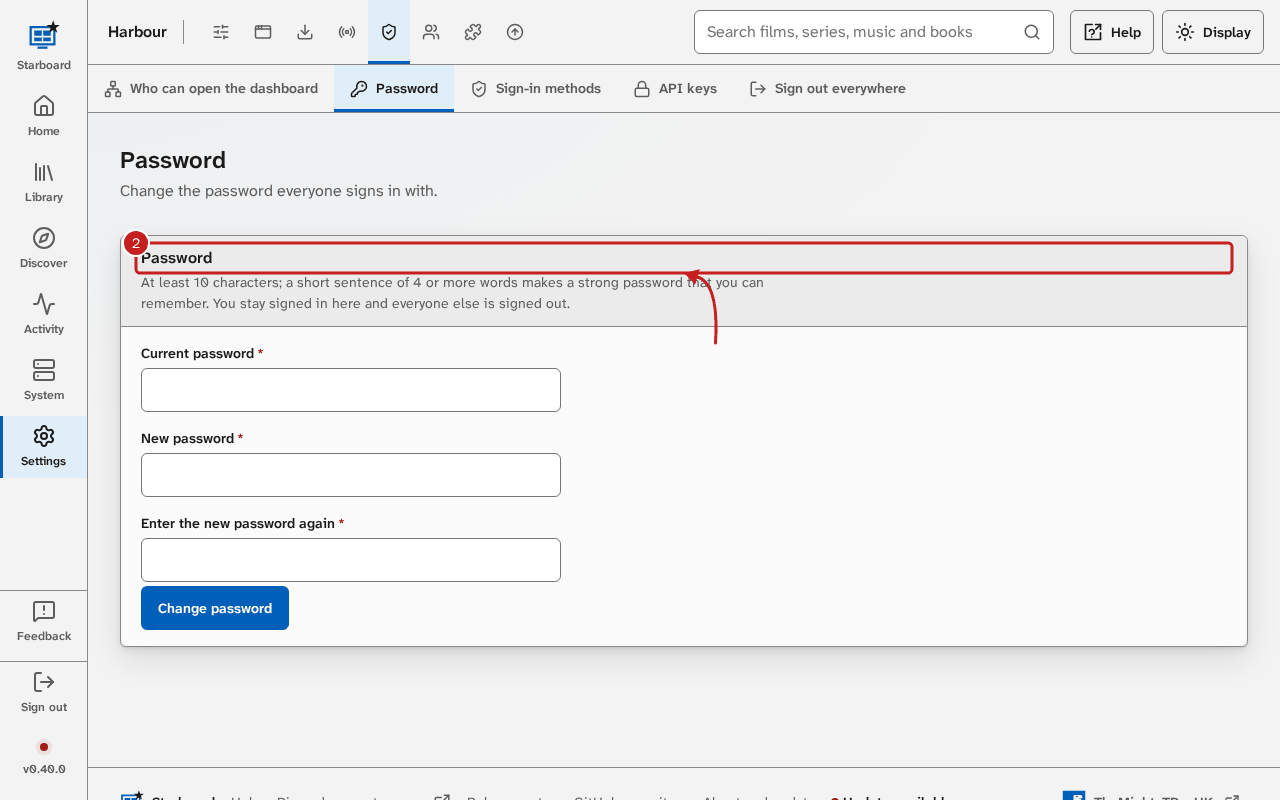 Starboard
Home
Library
Discover
Activity
System
Settings
Feedback
Sign out
v0.40.0
Harbour
Search films, series, music and books
Help
Display
Who can open the dashboard
Password
Sign-in methods
API keys
Sign out everywhere
Password
Change the password everyone signs in with.
2
Password
At least 10 characters; a short sentence of 4 or more words makes a strong password that you can
remember. You stay signed in here and everyone else is signed out.
Current password *
New password *
Enter the new password again *
Change password